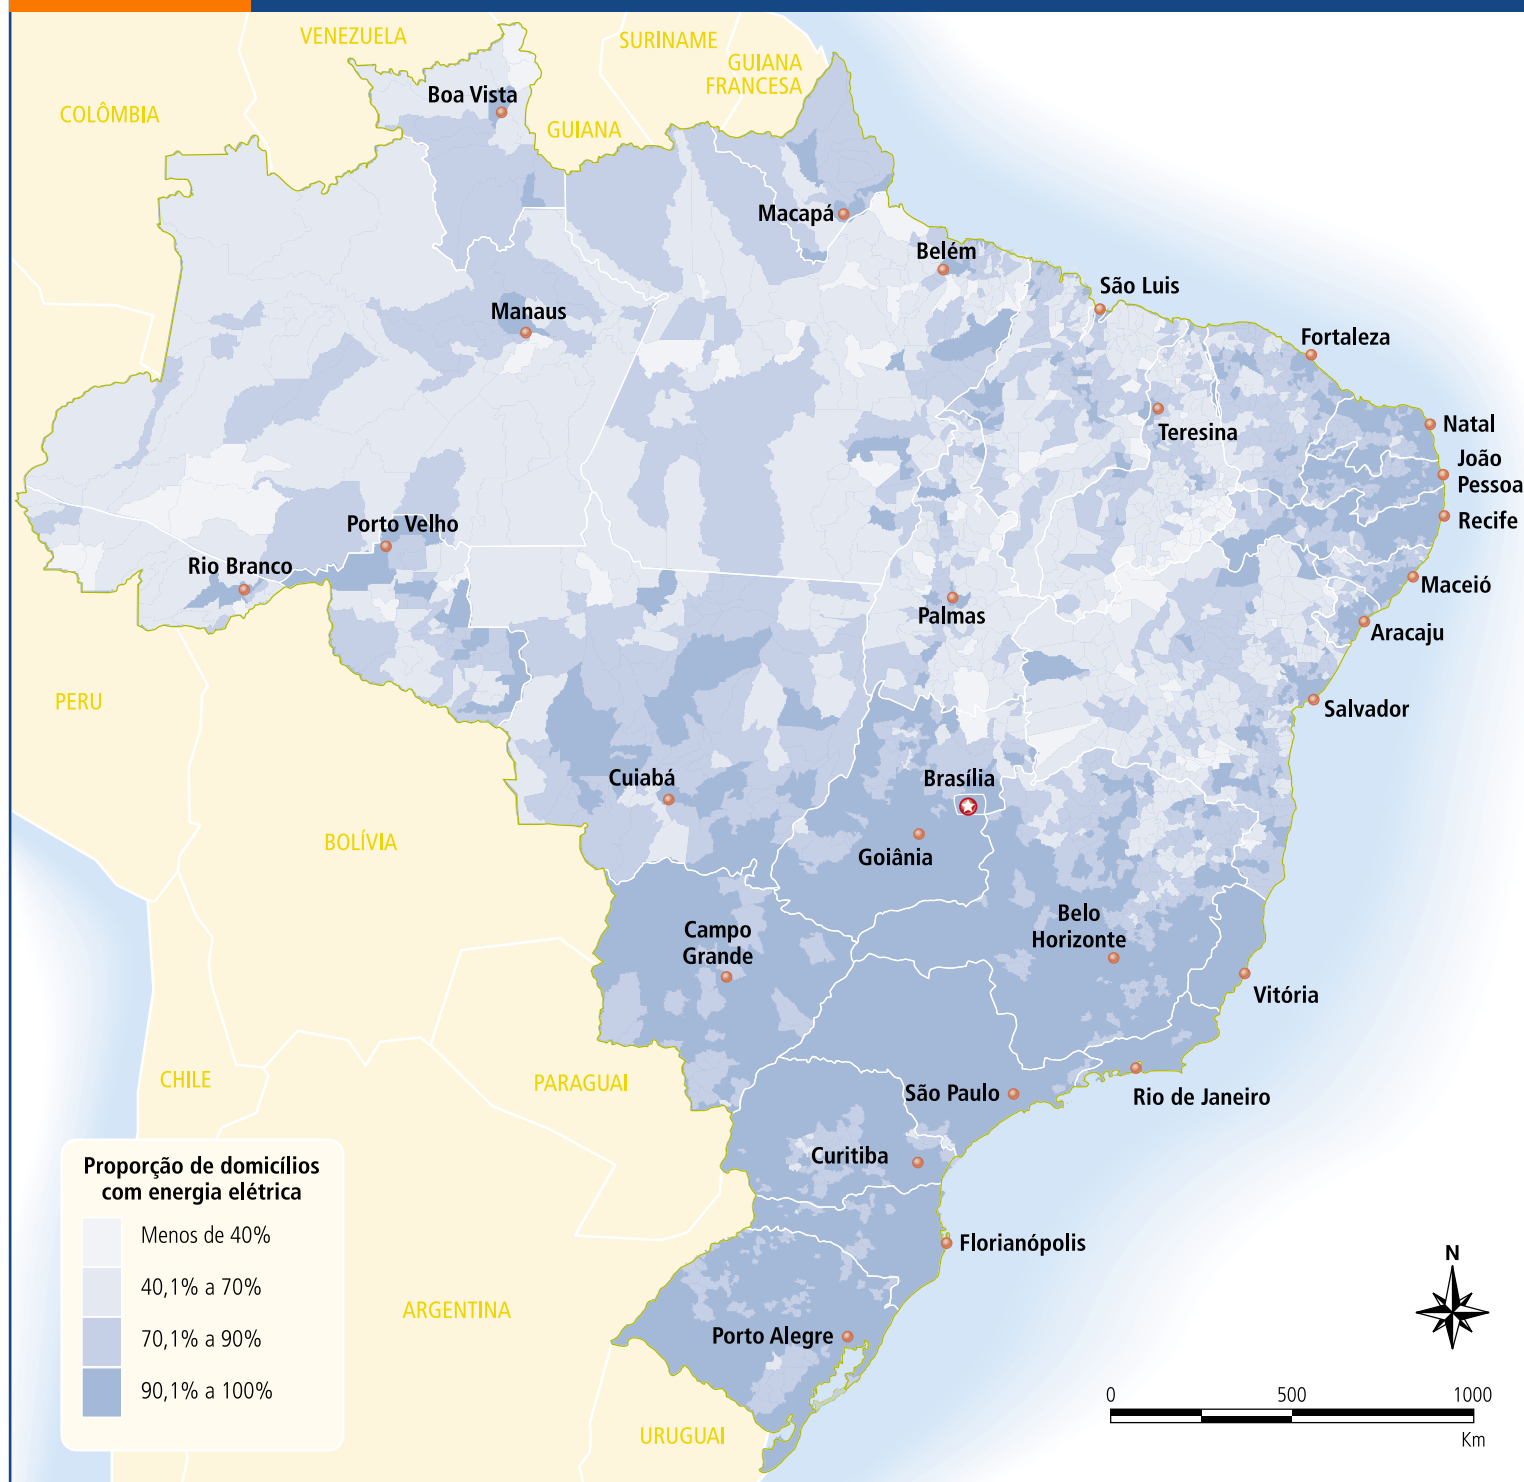 VENEZUELA
SURINAME
GUIANA
FRANCESA
COLÔMBIA
Boa Vista
GUIANA
Macapá
Belém
São Luis
Manaus
Fortaleza
Natal
Teresina
João
Pessoa
Porto Velho
Recife
Rio Branco
Maceió
Palmas
Aracaju
PERU
Salvador
Cuiabá
Brasília
BOLÍVIA
Goiânia
Belo
Horizonte
Campo
Grande
Vitória
CHILE
PARAGUAI
São Paulo
Rio de Janeiro
Curitiba
Proporção de domicílios
com energia elétrica
Menos de 40%
40,1% a 70%
70,1% a 90%
90,1% a 100%
Florianópolis
N
ARGENTINA
Porto Alegre
URUGUAI
0 500 1000
Km